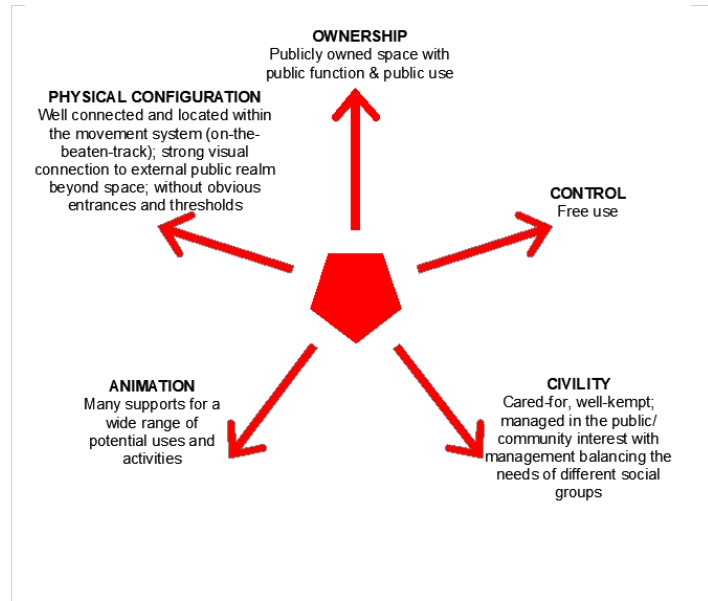 OWNERSHIP
Publicly owned space with
public function & public use
PHYSICAL CONFIGURATION
Well connected and located within
the movement system (on-the-
beaten-track); strong visual
connection to external public realm
beyond space; without obvious
entrances and thresholds
CONTROL
Free use
ANIMATION
Many supports for a
wide range of
potential uses and
activities
CIVILITY
Cared-for, well-kempt;
managed in the public/
community interest with
management balancing the
needs of different social
groups